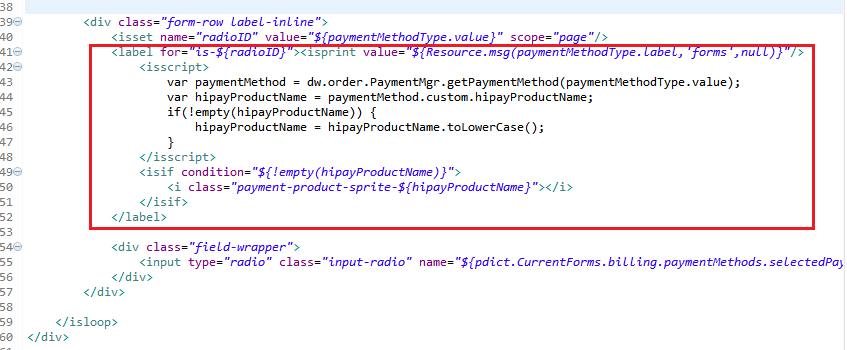 38
39 <div class="form-row label-inline">
40 <isset name="radioID" value="${paymentMethodType.value}" scope="page"/>
41 <label for="is-${radioID}"><isprint value="${Resource.msg(paymentMethodType.label,'forms',null)}"/>
42 <isscript>
43 var paymentMethod = dw.order.PaymentMgr.getPaymentMethod(paymentMethodType.value);
44 var hipayProductName = paymentMethod.custom.hipayProductName;
45 if(!empty(hipayProductName)) {
46 hipayProductName = hipayProductName.toLowerCase();
47 }
48 </isscript>
49 <isif condition="${!empty(hipayProductName)}">
50 <i class="payment-product-sprite-${hipayProductName}"></i>
51 </isif>
52 </label>
53
54 <div class="field-wrapper">
55 <input type="radio" class="input-radio" name="${pdict.CurrentForms.billing.paymentMethods.selectedPay
56 </div>
57 </div>
58
59 </isloop>
60 </div>